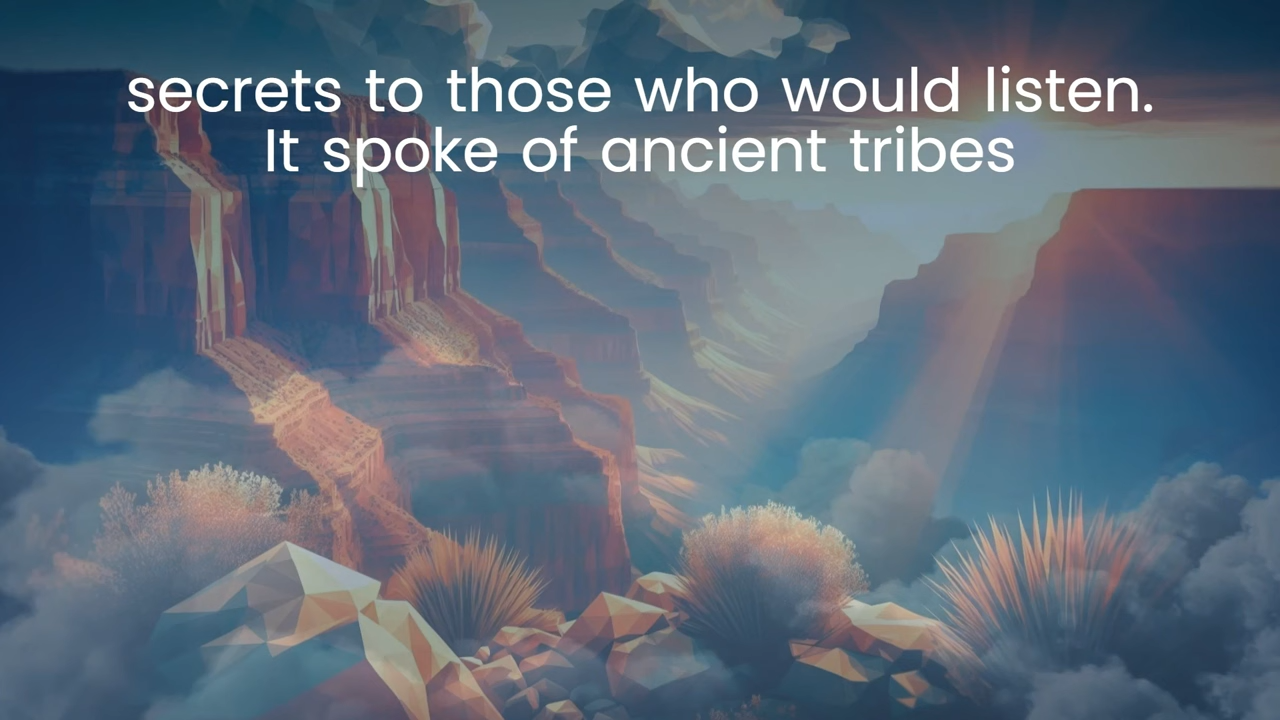 secrets to those who would listen.
It spoke of ancient tribes